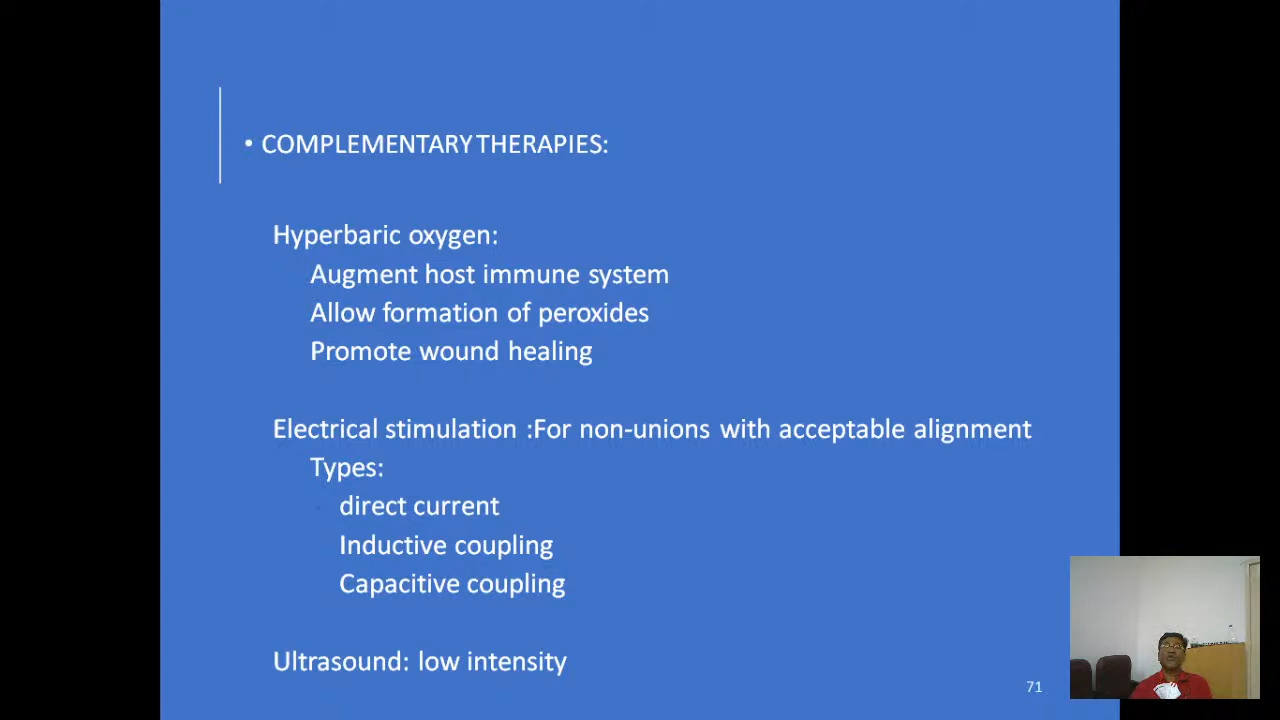 • COMPLEMENTARY THERAPIES:
Hyperbaric oxygen:
Augment host immune system
Allow formation of peroxides
Promote wound healing
Electrical stimulation :For non-unions with acceptable alignment
Types:
direct current
Inductive coupling
Capacitive coupling
Ultrasound: low intensity
71